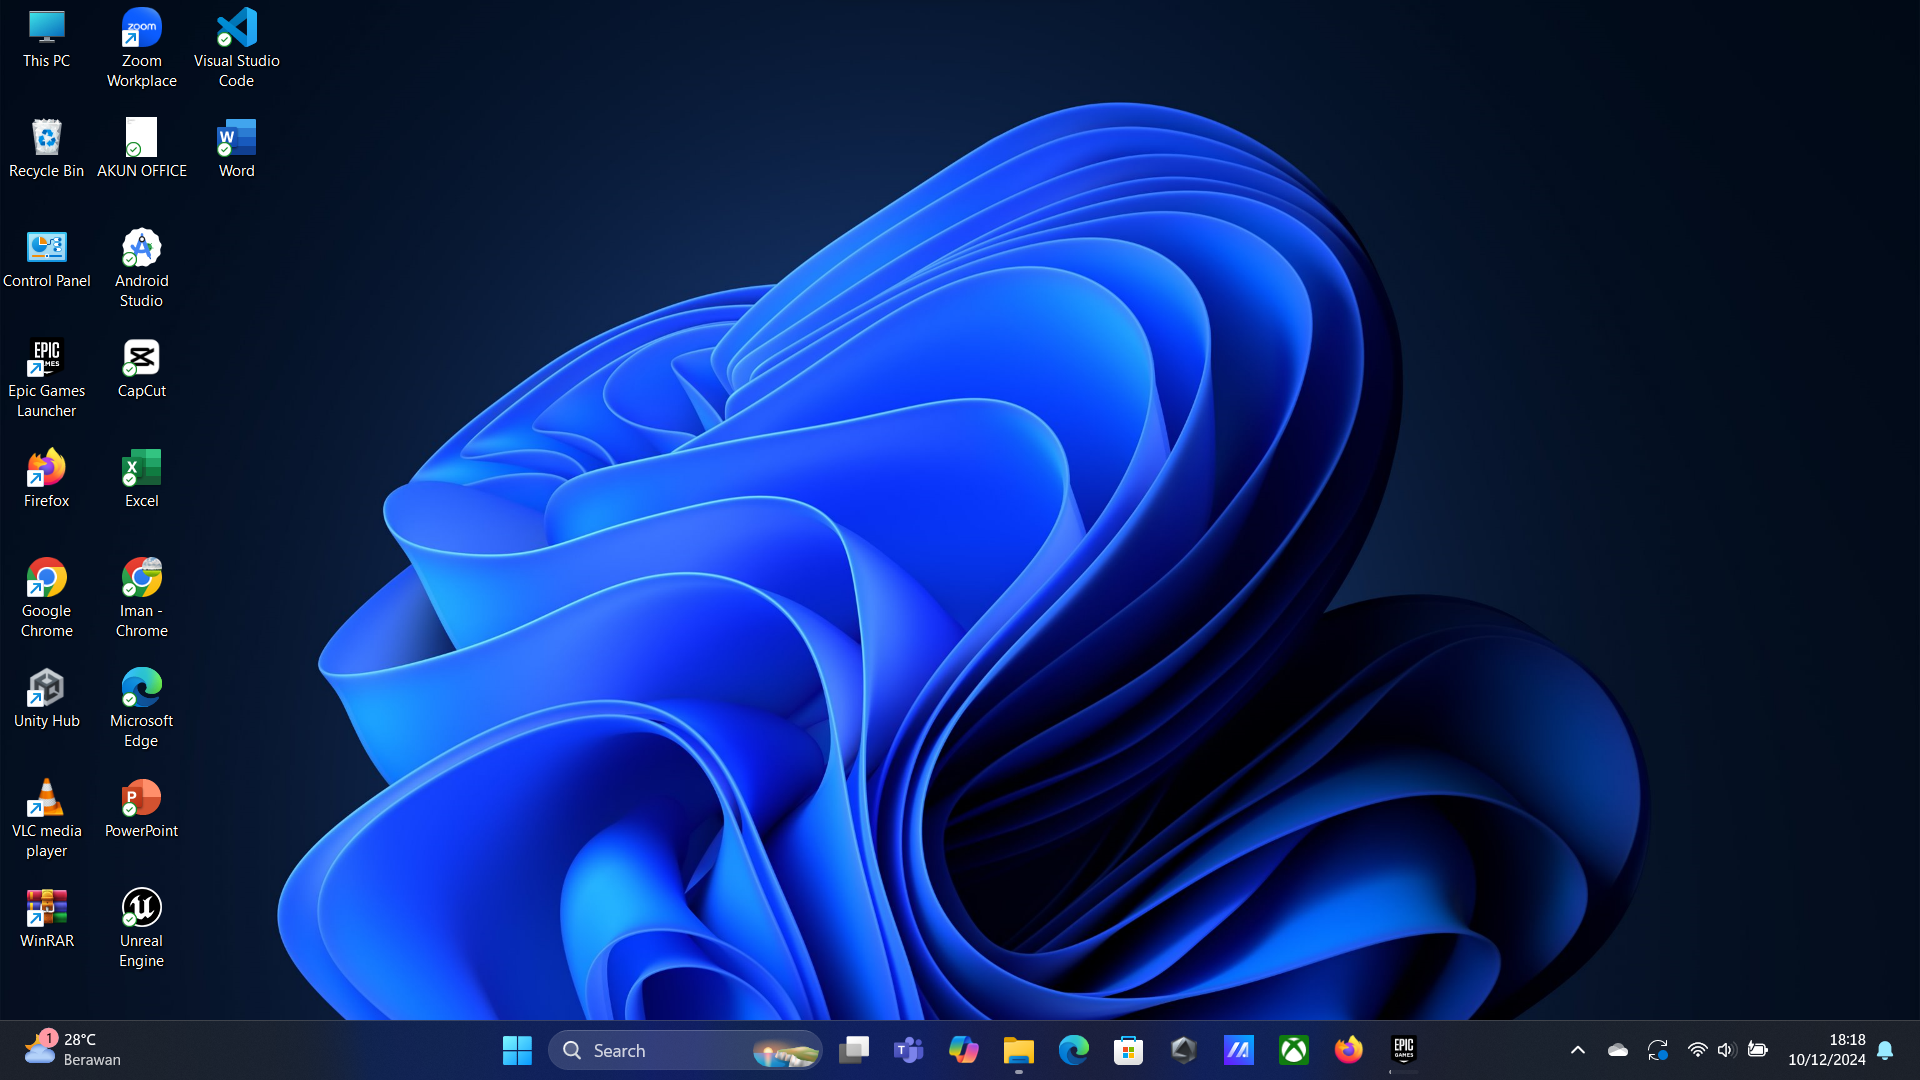 This PC
Zoom
Workplace
Visual Studio
Code
Recycle Bin
AKUN OFFICE
Word
Control Panel
Android
Studio
Epic Games
Launcher
CapCut
Firefox
Excel
Google
Chrome
Iman -
Chrome
Unity Hub
Microsoft
Edge
VLC media
player
PowerPoint
WinRAR
Unreal
Engine
zoom
W
EPIC
GAMES
X
P
1
28°C
Berawan
Search
T
EPIC
GAMES
18:18
10/12/2024